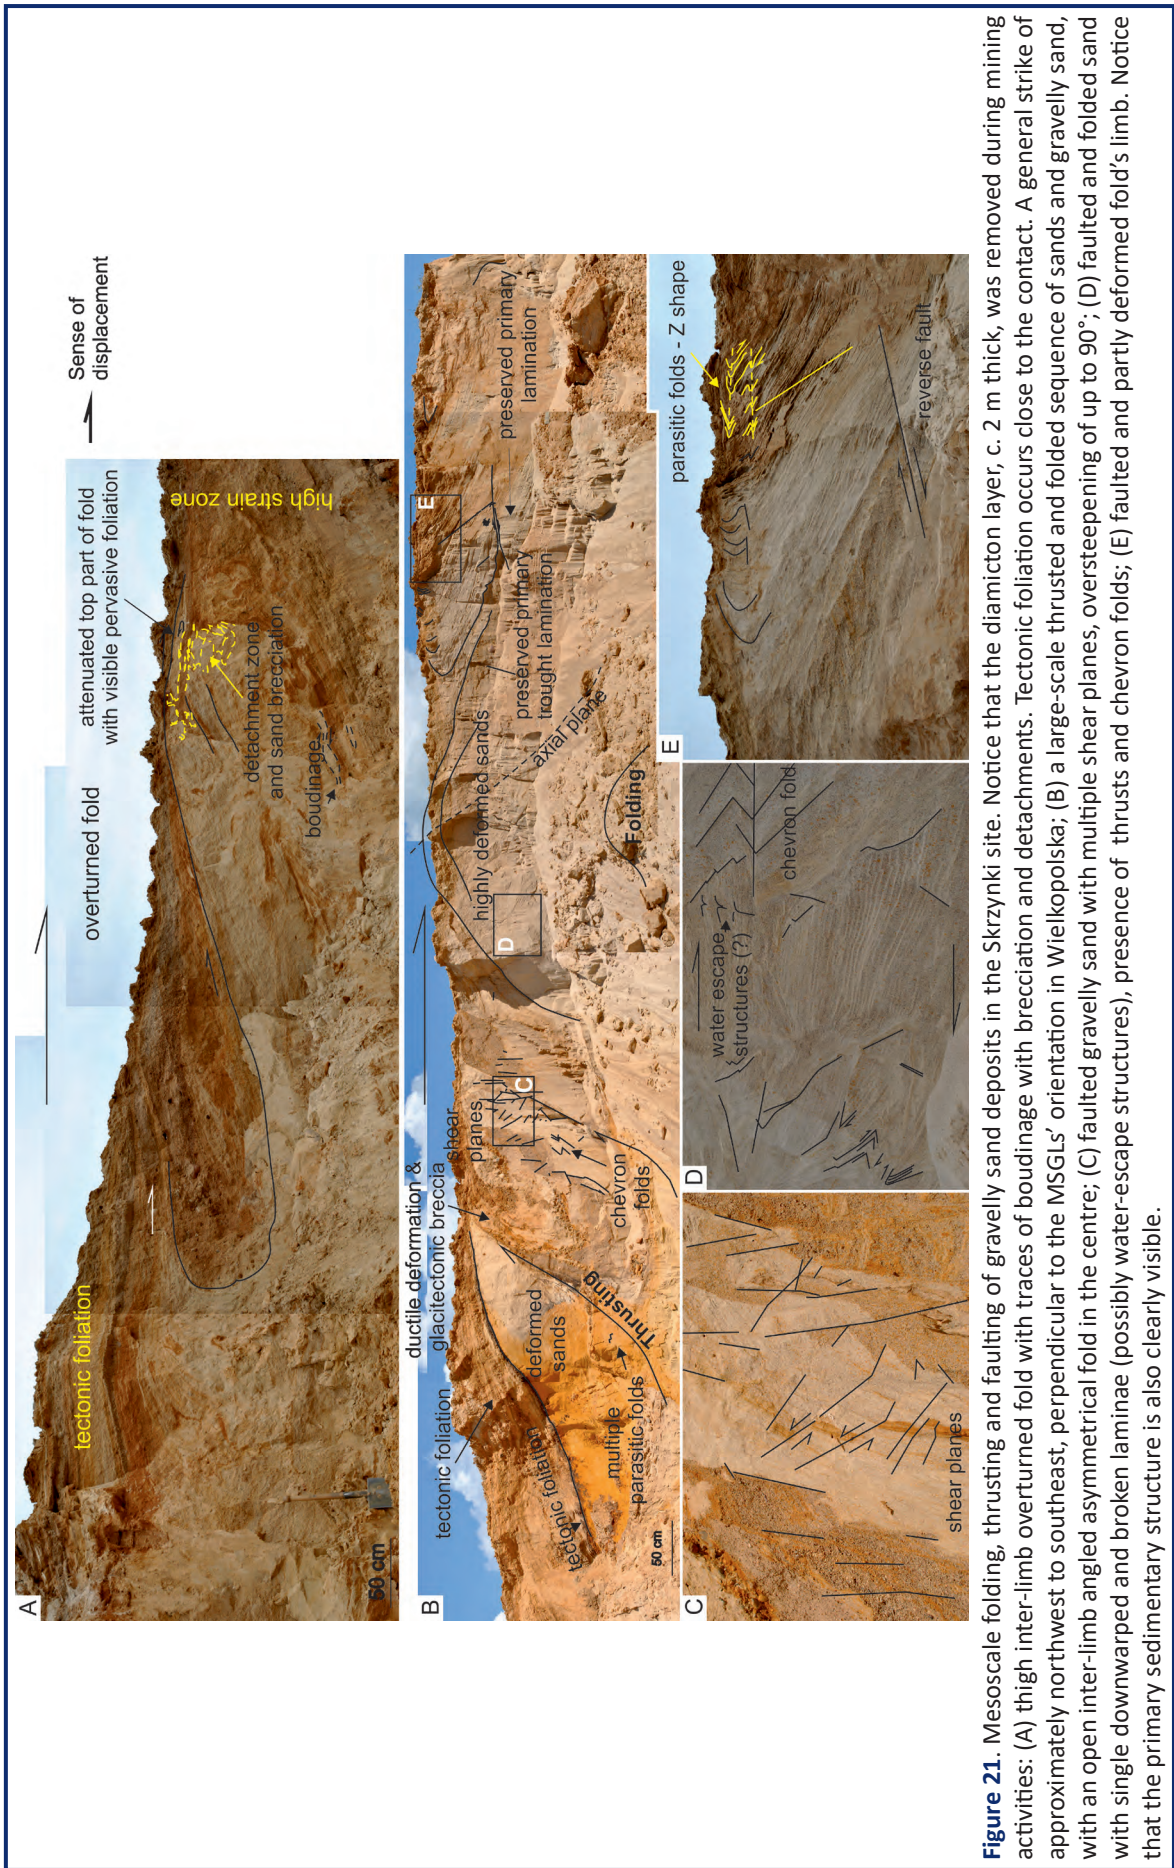 A
tectonic foliation
overturned fold
attenuated top part of fold
with visible pervasive foliation
Sense of
displacement
detachment zone
and sand brecciation
boudinage
high strain zone
60 cm
B
tectonic foliation
ductile deformation &
glacitectonic breccia
shear
planes
tectonic foliation
deformed
sands
multiple
parasitic folds
Thrusting
chevron
folds
C
D
highly deformed sands
axial plane
Folding
preserved primary
trough lamination
E
preserved primary
lamination
50 cm
C
shear planes
D
water escape
structures (?)
chevron folds
E
parasitic folds - Z shape
reverse fault
Figure 21. Mesoscale folding, thrusting and faulting of gravelly sand deposits in the Skrzynki site. Notice that the diamicton layer, c. 2 m thick, was removed during mining
activities: (A) thigh inter-limb overturned fold with traces of boudinage with brecciation and detachments. Tectonic foliation occurs close to the contact. A general strike of
approximately northwest to southeast, perpendicular to the MSGLs' orientation in Wielkopolska; (B) a large-scale thrusted and folded sequence of sands and gravelly sand,
with an open inter-limb angled asymmetrical fold in the centre; (C) faulted gravelly sand with multiple shear planes, oversteepening of up to 90°; (D) faulted and folded sand
with single downwarped and broken laminae (possibly water-escape structures), presence of thrusts and chevron folds; (E) faulted and partly deformed fold's limb. Notice
that the primary sedimentary structure is also clearly visible.